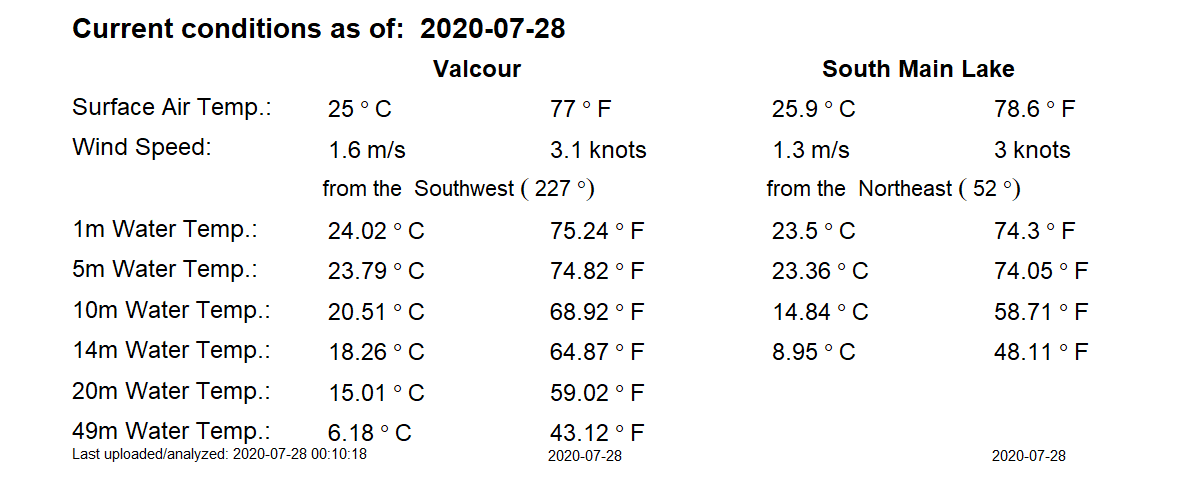 Current conditions as of:  2020-07-28
Valcour South Main Lake
Surface Air Temp.: 25 ° C 77 ° F 25.9 ° C 78.6 ° F
Wind Speed: 1.6 m/s 3.1 knots 1.3 m/s 3 knots
from the  Southwest ( 227 °) from the  Northeast ( 52 °)
1m Water Temp.: 24.02 ° C 75.24 ° F 23.5 ° C 74.3 ° F
5m Water Temp.: 23.79 ° C 74.82 ° F 23.36 ° C 74.05 ° F
10m Water Temp.: 20.51 ° C 68.92 ° F 14.84 ° C 58.71 ° F
14m Water Temp.: 18.26 ° C 64.87 ° F 8.95 ° C 48.11 ° F
20m Water Temp.: 15.01 ° C 59.02 ° F
49m Water Temp.: 6.18 ° C 43.12 ° F
Last uploaded/analyzed: 2020-07-28 00:10:18 2020-07-28 2020-07-28